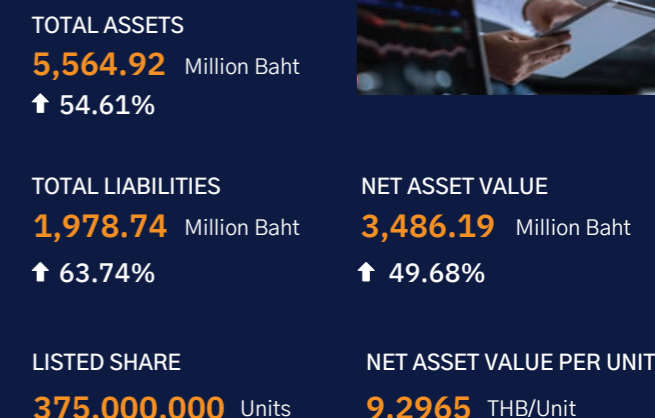 TOTAL ASSETS
5,564.92 Million Baht
⬆ 54.61%
TOTAL LIABILITIES
1,978.74 Million Baht
⬆ 63.74%
NET ASSET VALUE
3,486.19 Million Baht
⬆ 49.68%
LISTED SHARE
375.000.000 Units
NET ASSET VALUE PER UNIT
9.2965 THB/Unit